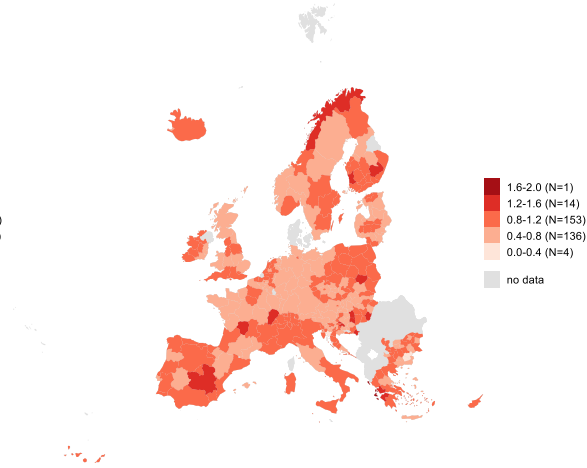 )
)
1.6-2.0 (N=1)
1.2-1.6 (N=14)
0.8-1.2 (N=153)
0.4-0.8 (N=136)
0.0-0.4 (N=4)
no data